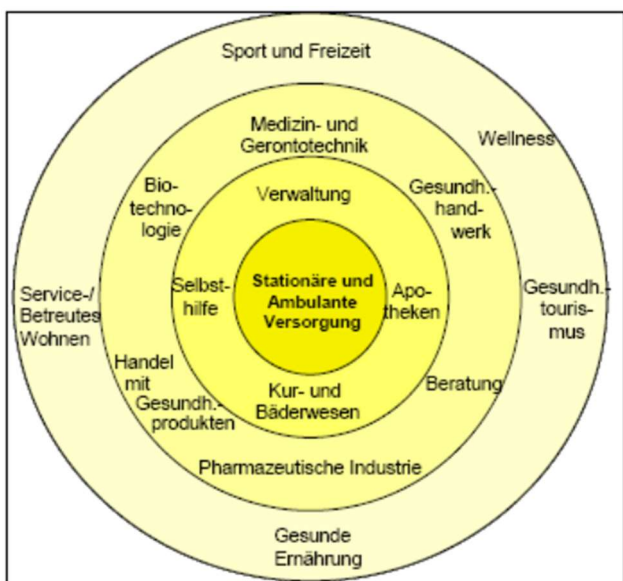 Sport und Freizeit
Wellness
Medizin- und
Gerontotechnik
Bio-
techno-
logie
Gesundh.-
hand-
werk
Verwaltung
Selbst-
hilfe
Stationäre und
Ambulante
Versorgung
Apo-
theken
Service-/
Betreutes
Wohnen
Gesundh.-
touris-
mus
Handel
mit
Gesundh.-
produkten
Kur- und
Bäderwesen
Beratung
Pharmazeutische Industrie
Gesunde
Ernährung